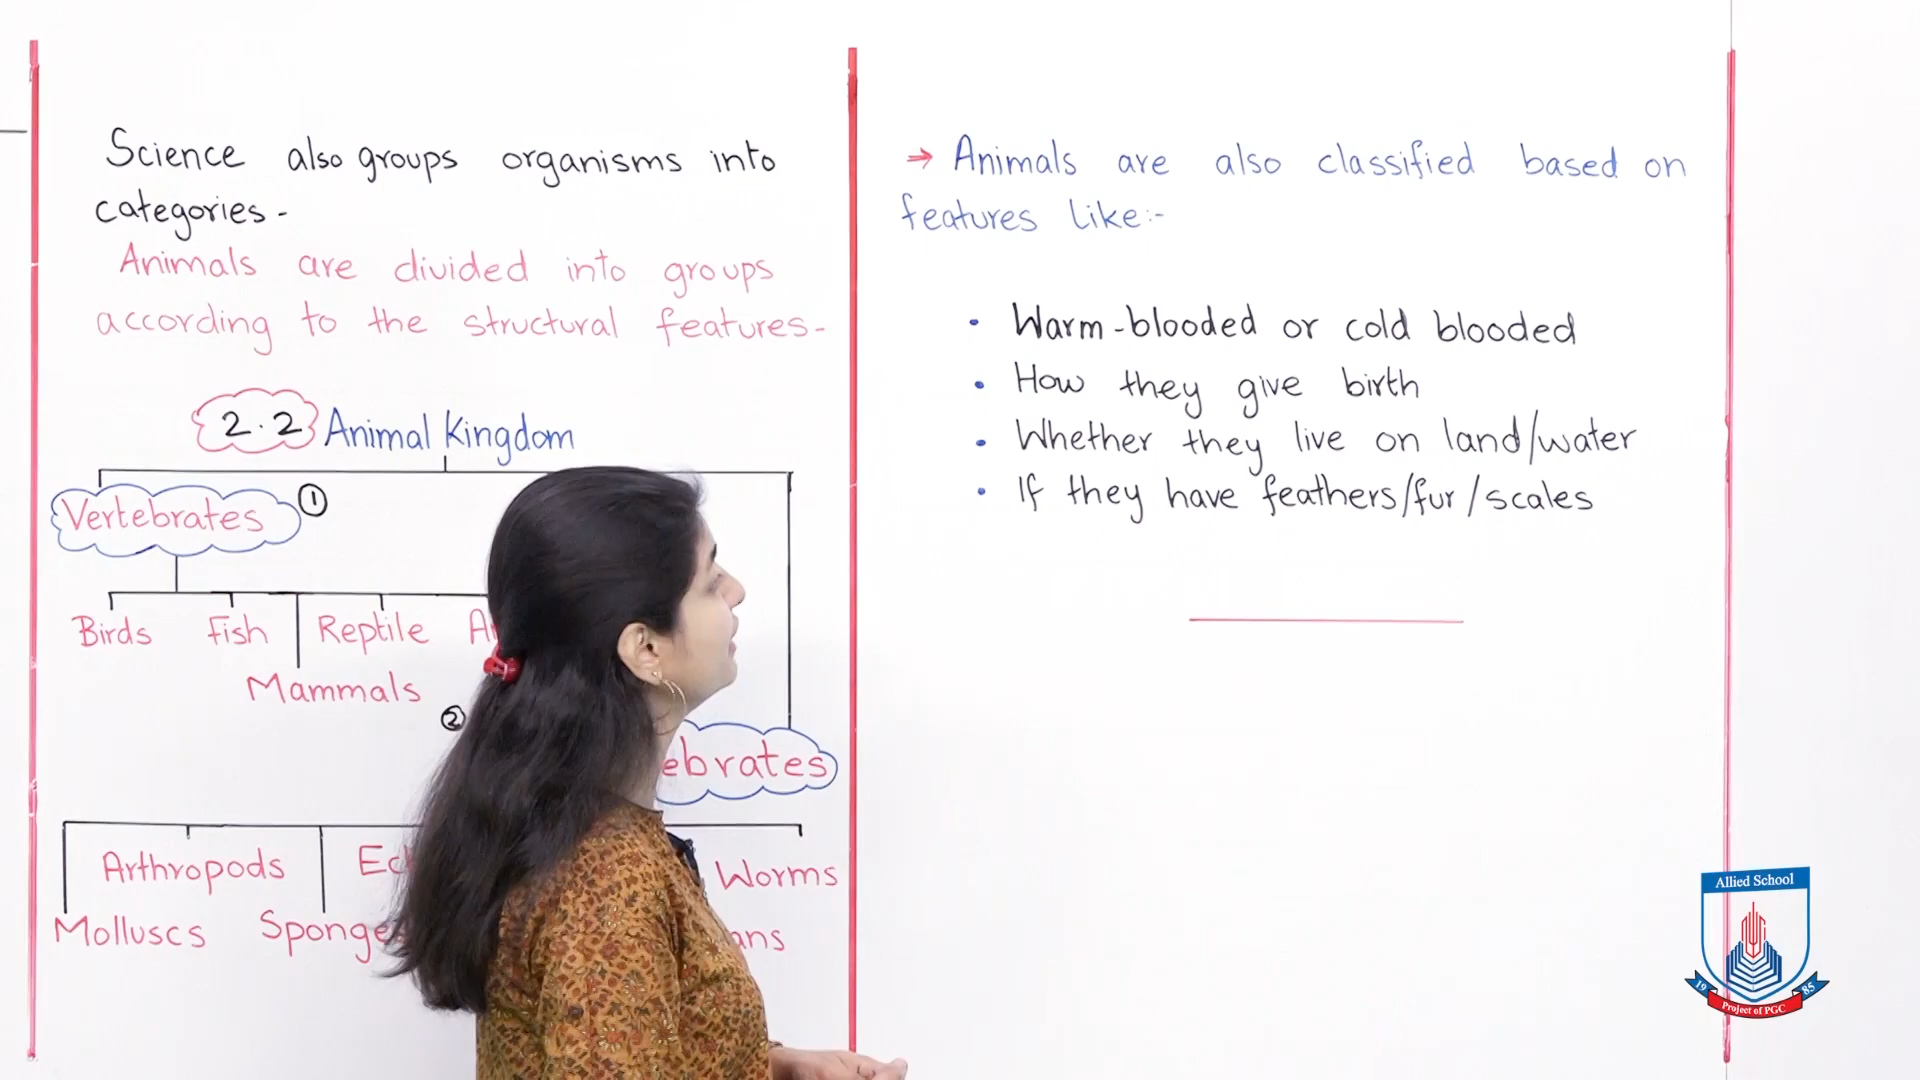 Science also groups organisms into
categories -
Animals are divided into groups
according to the structural features -
2.2 Animal Kingdom
Vertebrates 1
Birds Fish Reptile
Mammals
2
ebrates
Arthropods Worms
Molluscs
→ Animals are also classified based on
features like:-
• Warm-blooded or cold blooded
• How they give birth
• Whether they live on land/water
• If they have feathers/fur/scales
Allied School
19 85
Project of PGC